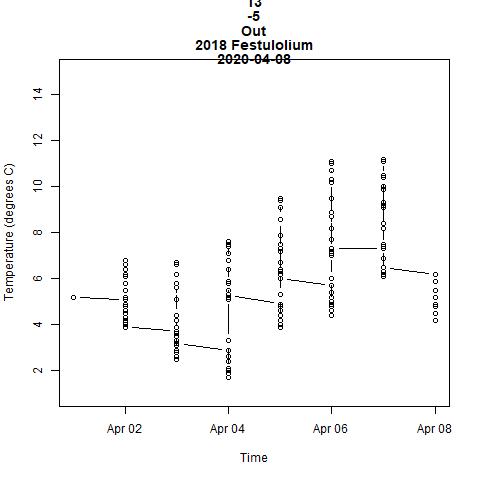 13
-5
Out
2018 Festulolium
2020-04-08
Temperature (degrees C)
14
12
10
8
6
4
2
Apr 02
Apr 04
Apr 06
Apr 08
Time